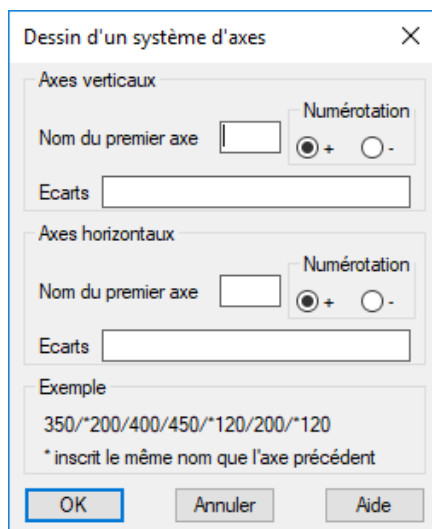 Dessin d'un système d'axes
Axes verticaux
Numérotation
Nom du premier axe
+ -
Ecarts
Axes horizontaux
Numérotation
Nom du premier axe
+ -
Ecarts
Exemple
350/*200/400/450/*120/200/*120
* inscrit le même nom que l'axe précédent
OK Annuler Aide